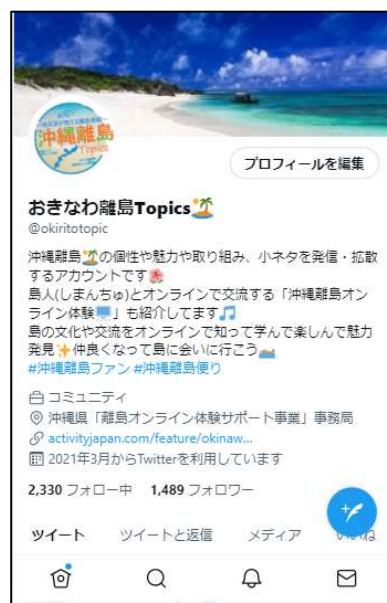 沖縄離島
Topics
プロフィールを編集
おきなわ離島Topics🏝️
@okiritotopic
沖縄離島🏝️の個性や魅力や取り組み、小ネタを発信・拡散
するアカウントです🌺
島人(しまんちゅ)とオンラインで交流する「沖縄離島オン
ライン体験💻」も紹介してます🎵
島の文化や交流をオンラインで知って学んで楽しんで魅力
発見✨仲良くなって島に会いに行こう🌊
#沖縄離島ファン #沖縄離島便り
コミュニティ
沖縄県「離島オンライン体験サポート事業」事務局
activityjapan.com/feature/okinaw...
2021年3月からTwitterを利用しています
2,330 フォロー中 1,489 フォロワー
ツイート ツイートと返信 メディア いいね